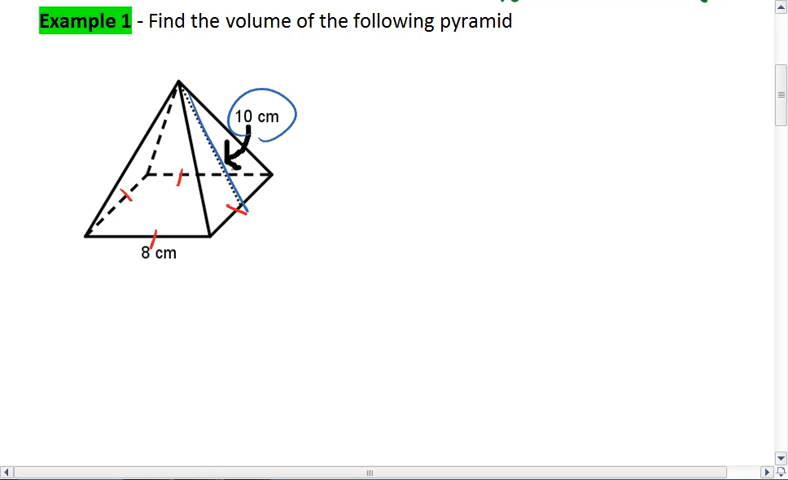 Example 1 - Find the volume of the following pyramid
10 cm
8 cm